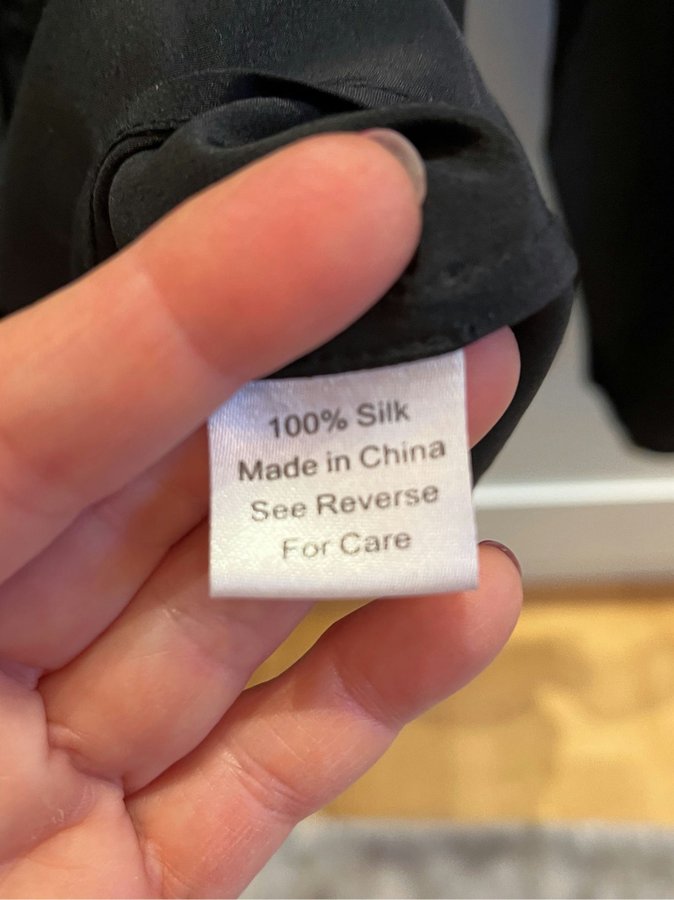 100% Silk
Made in China
See Reverse
For Care